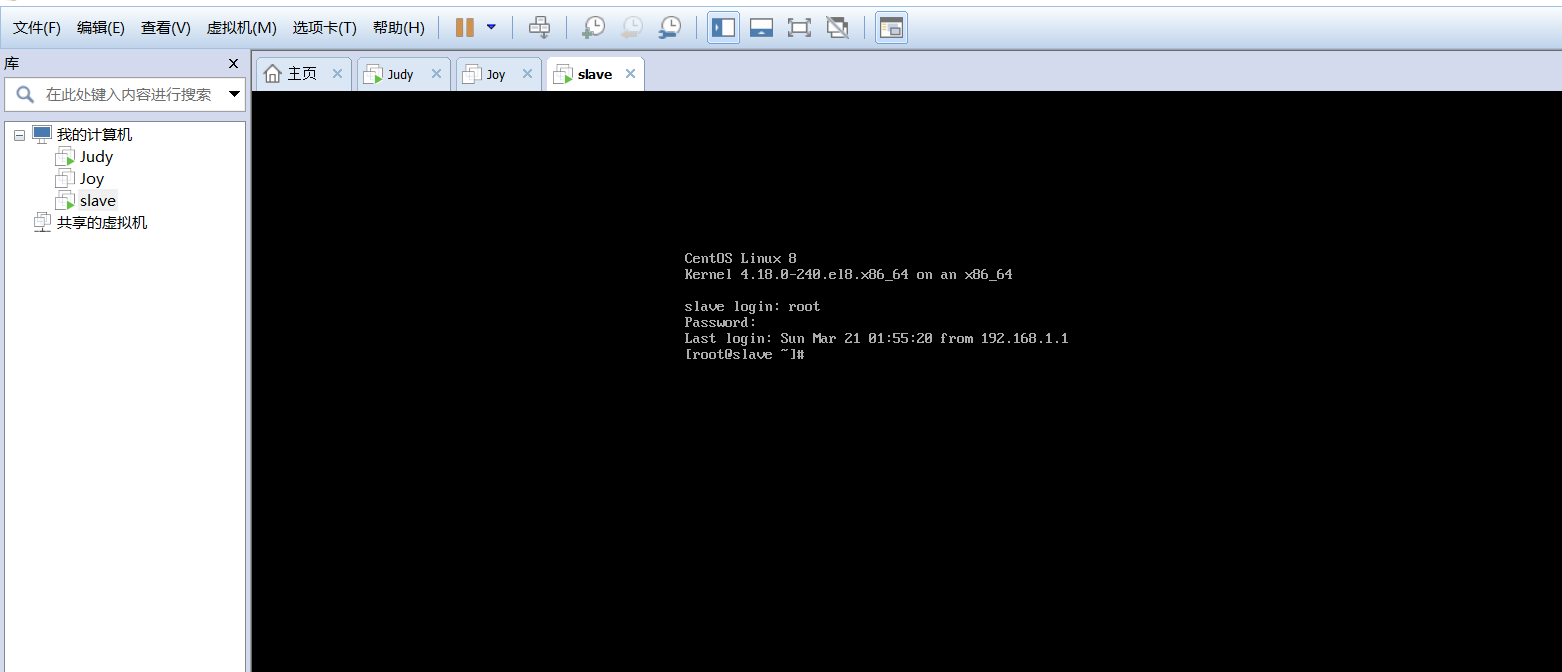 文件(F) 编辑(E) 查看(V) 虚拟机(M) 选项卡(T) 帮助(H)
库
在此处键入内容进行搜索
我的计算机
Judy
Joy
slave
共享的虚拟机
主页 Judy Joy slave
CentOS Linux 8
Kernel 4.18.0-240.el8.x86_64 on an x86_64
slave login: root
Password:
Last login: Sun Mar 21 01:55:20 from 192.168.1.1
[root@slave ~]#